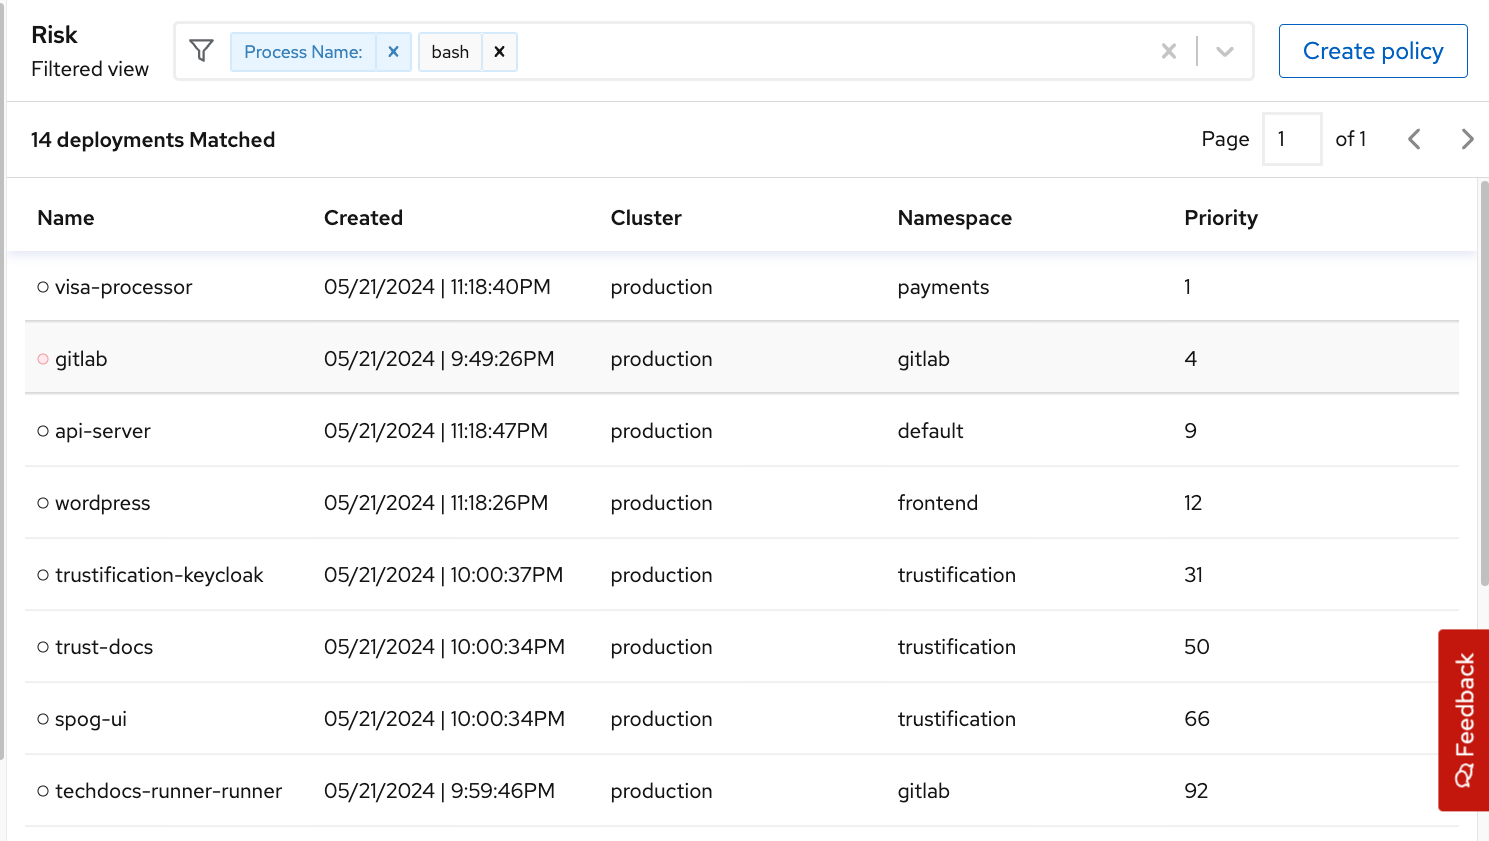 Risk
Filtered view
Process Name: ×
bash ×
Create policy
14 deployments Matched
Page 1 of 1
Name Created Cluster Namespace Priority
visa-processor 05/21/2024 | 11:18:40PM production payments 1
gitlab 05/21/2024 | 9:49:26PM production gitlab 4
api-server 05/21/2024 | 11:18:47PM production default 9
wordpress 05/21/2024 | 11:18:26PM production frontend 12
trustification-keycloak 05/21/2024 | 10:00:37PM production trustification 31
trust-docs 05/21/2024 | 10:00:34PM production trustification 50
spog-ui 05/21/2024 | 10:00:34PM production trustification 66
techdocs-runner-runner 05/21/2024 | 9:59:46PM production gitlab 92
Feedback